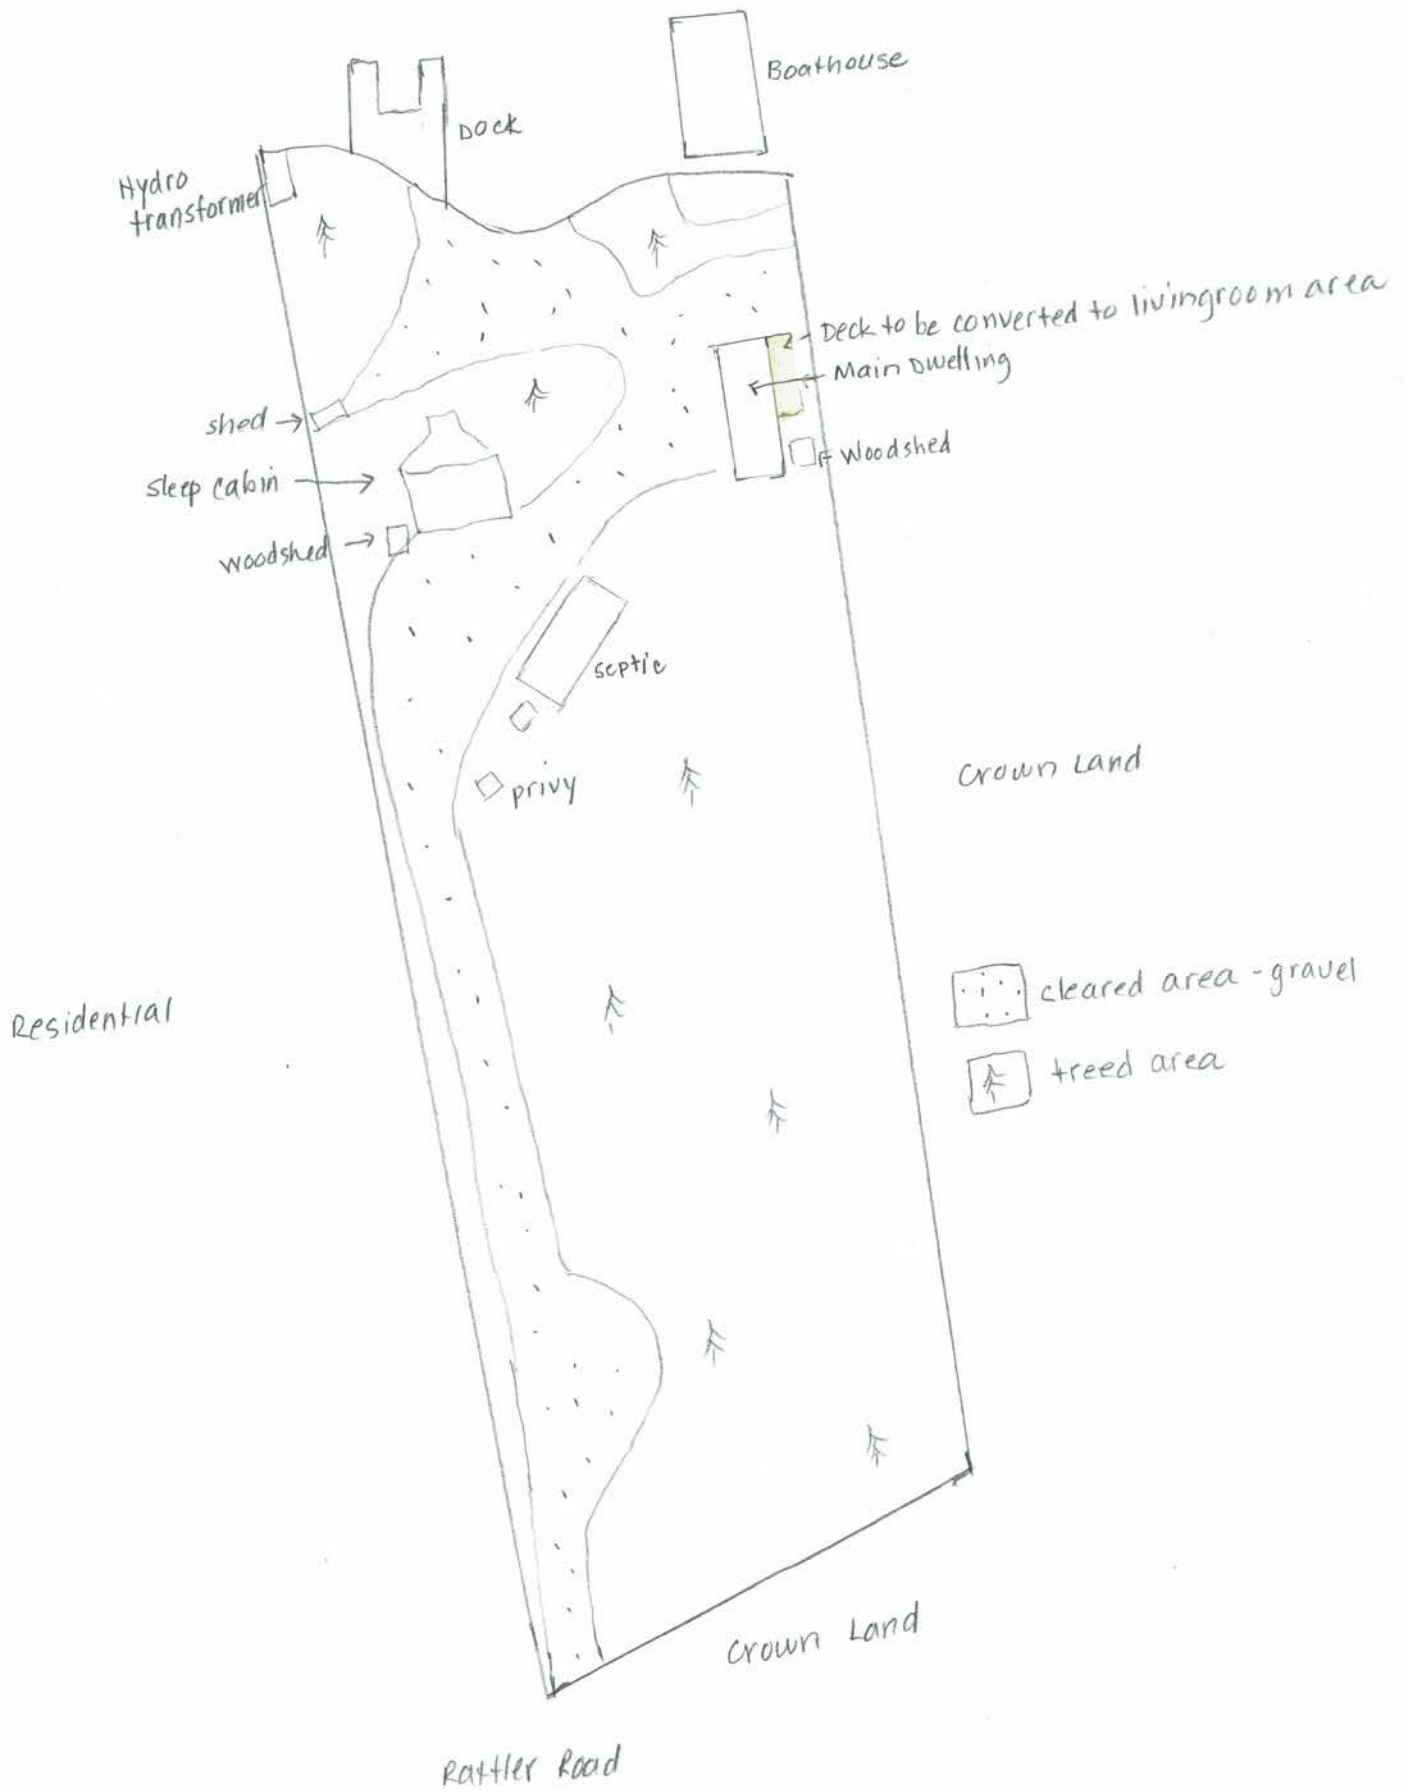 Boathouse
Dock
Hydro
transformer
Deck to be converted to livingroom area
Main Dwelling
shed
Woodshed
sleep cabin
woodshed
septic
privy
Crown Land
cleared area - gravel
Residential
treed area
Crown Land
Rattler Road